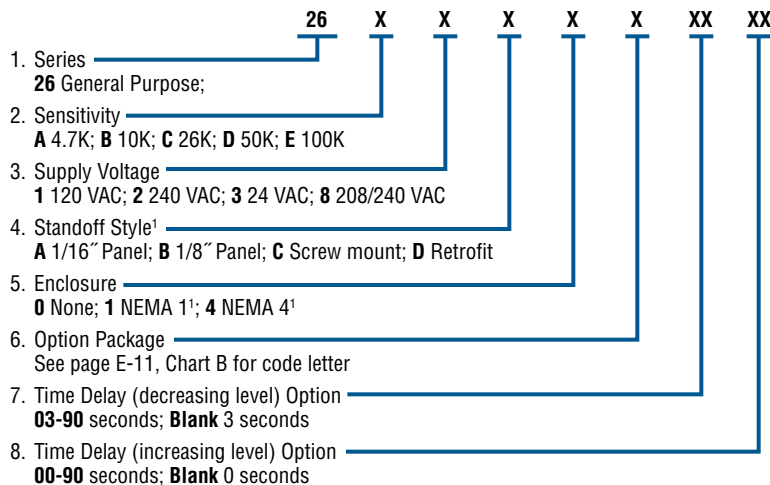 26 X X X X X XX XX
1. Series
26 General Purpose;
2. Sensitivity
A 4.7K; B 10K; C 26K; D 50K; E 100K
3. Supply Voltage
1 120 VAC; 2 240 VAC; 3 24 VAC; 8 208/240 VAC
4. Standoff Style¹
A 1/16˝ Panel; B 1/8˝ Panel; C Screw mount; D Retrofit
5. Enclosure
0 None; 1 NEMA 1¹; 4 NEMA 4¹
6. Option Package
See page E-11, Chart B for code letter
7. Time Delay (decreasing level) Option
03-90 seconds; Blank 3 seconds
8. Time Delay (increasing level) Option
00-90 seconds; Blank 0 seconds